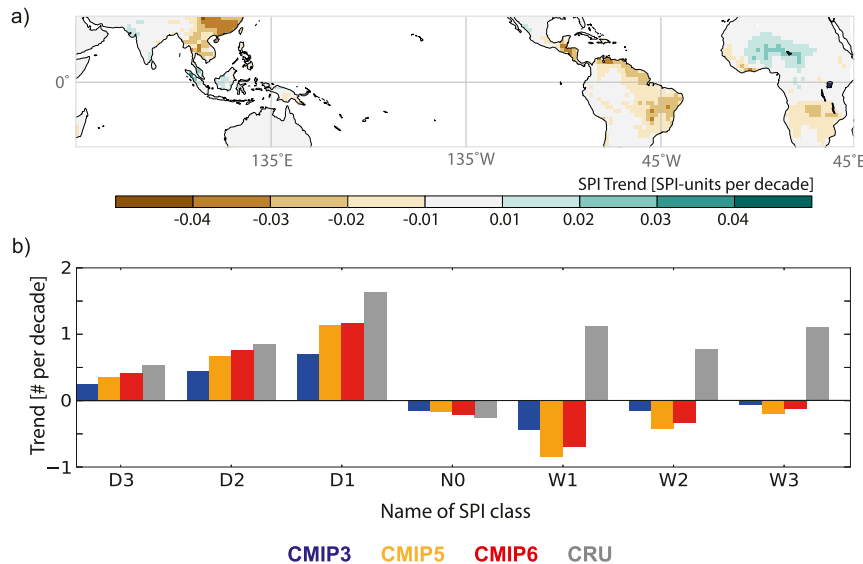 a)
0°
135°E
135°W
45°W
45°E
SPI Trend [SPI-units per decade]
-0.04 -0.03 -0.02 -0.01 0.01 0.02 0.03 0.04
b)
Trend [# per decade]
2
1
0
−1
D3 D2 D1 N0 W1 W2 W3
Name of SPI class
CMIP3 CMIP5 CMIP6 CRU